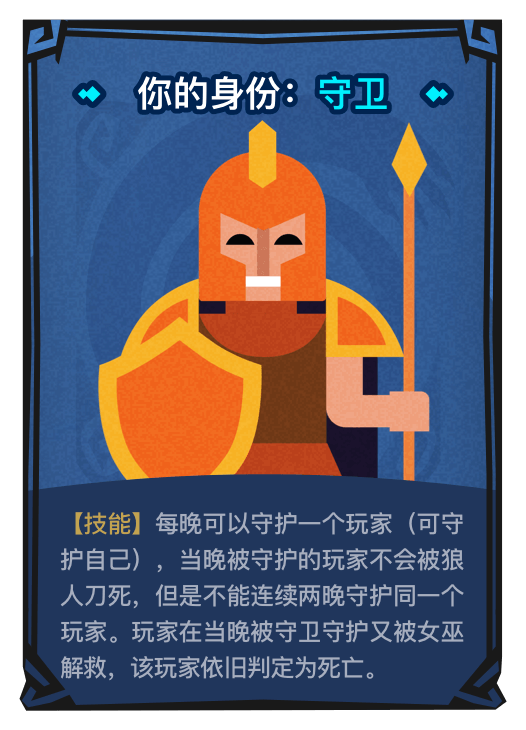 你的身份：守卫
【技能】每晚可以守护一个玩家（可守
护自己），当晚被守护的玩家不会被狼
人刀死，但是不能连续两晚守护同一个
玩家。玩家在当晚被守卫守护又被女巫
解救，该玩家依旧判定为死亡。